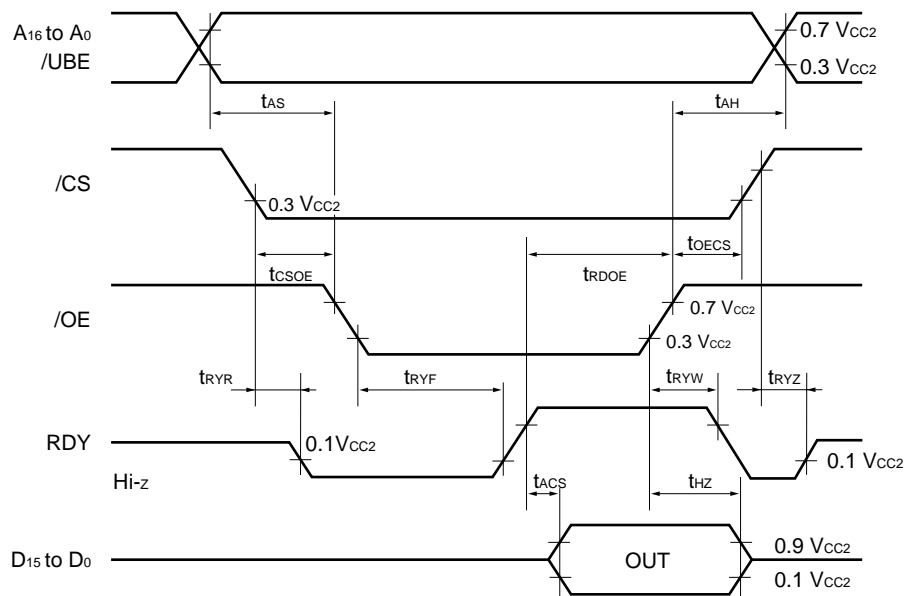 A16 to A0
/UBE
0.7 VCC2
0.3 VCC2
tAS
tAH
/CS
0.3 VCC2
tCSOE
tRDOE
tOECS
/OE
0.7 VCC2
0.3 VCC2
tRYR
tRYF
tRYW
tRYZ
RDY
0.1VCC2
0.1 VCC2
Hi-Z
tACS
tHZ
D15 to D0
OUT
0.9 VCC2
0.1 VCC2